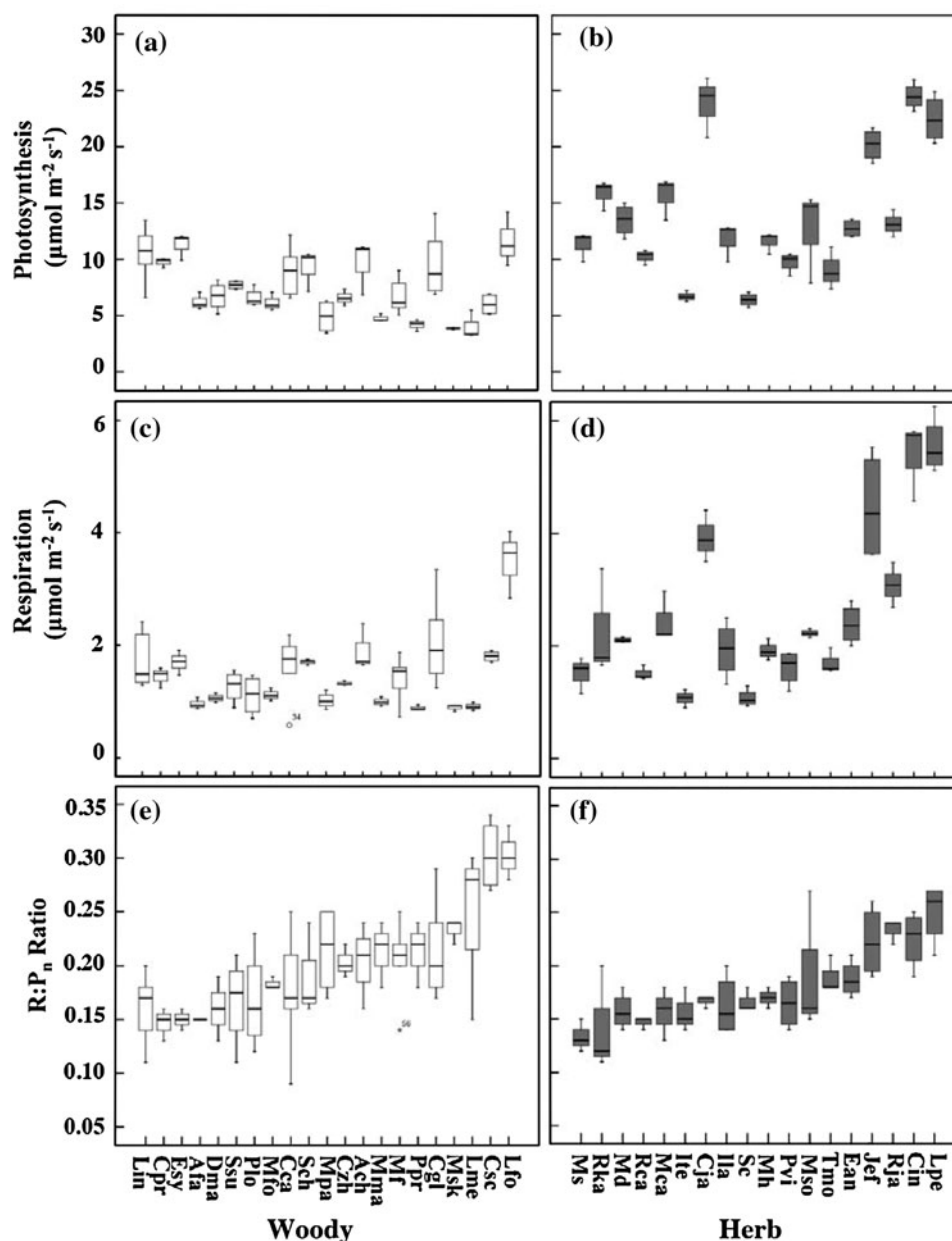 (a)
(b)
30
25
20
15
10
5
0
Photosynthesis
(μmol m⁻² s⁻¹)
(c)
(d)
6
4
2
0
Respiration
(μmol m⁻² s⁻¹)
34
(e)
(f)
0.35
0.30
0.25
0.20
0.15
0.10
0.05
R:Pₙ Ratio
56
Lin Cpr Esy Afa Dma Ssu Plo Mfo Cca Sch Mpa Czh Ach Mma Mf Ppr Cgl Msk Lme Csc Lfo
Ms Rka Md Rca Mca Ite Cja Ila Sc Mh Pvi Mso Tmo Ean Jef Rja Cin Lpe
Woody
Herb